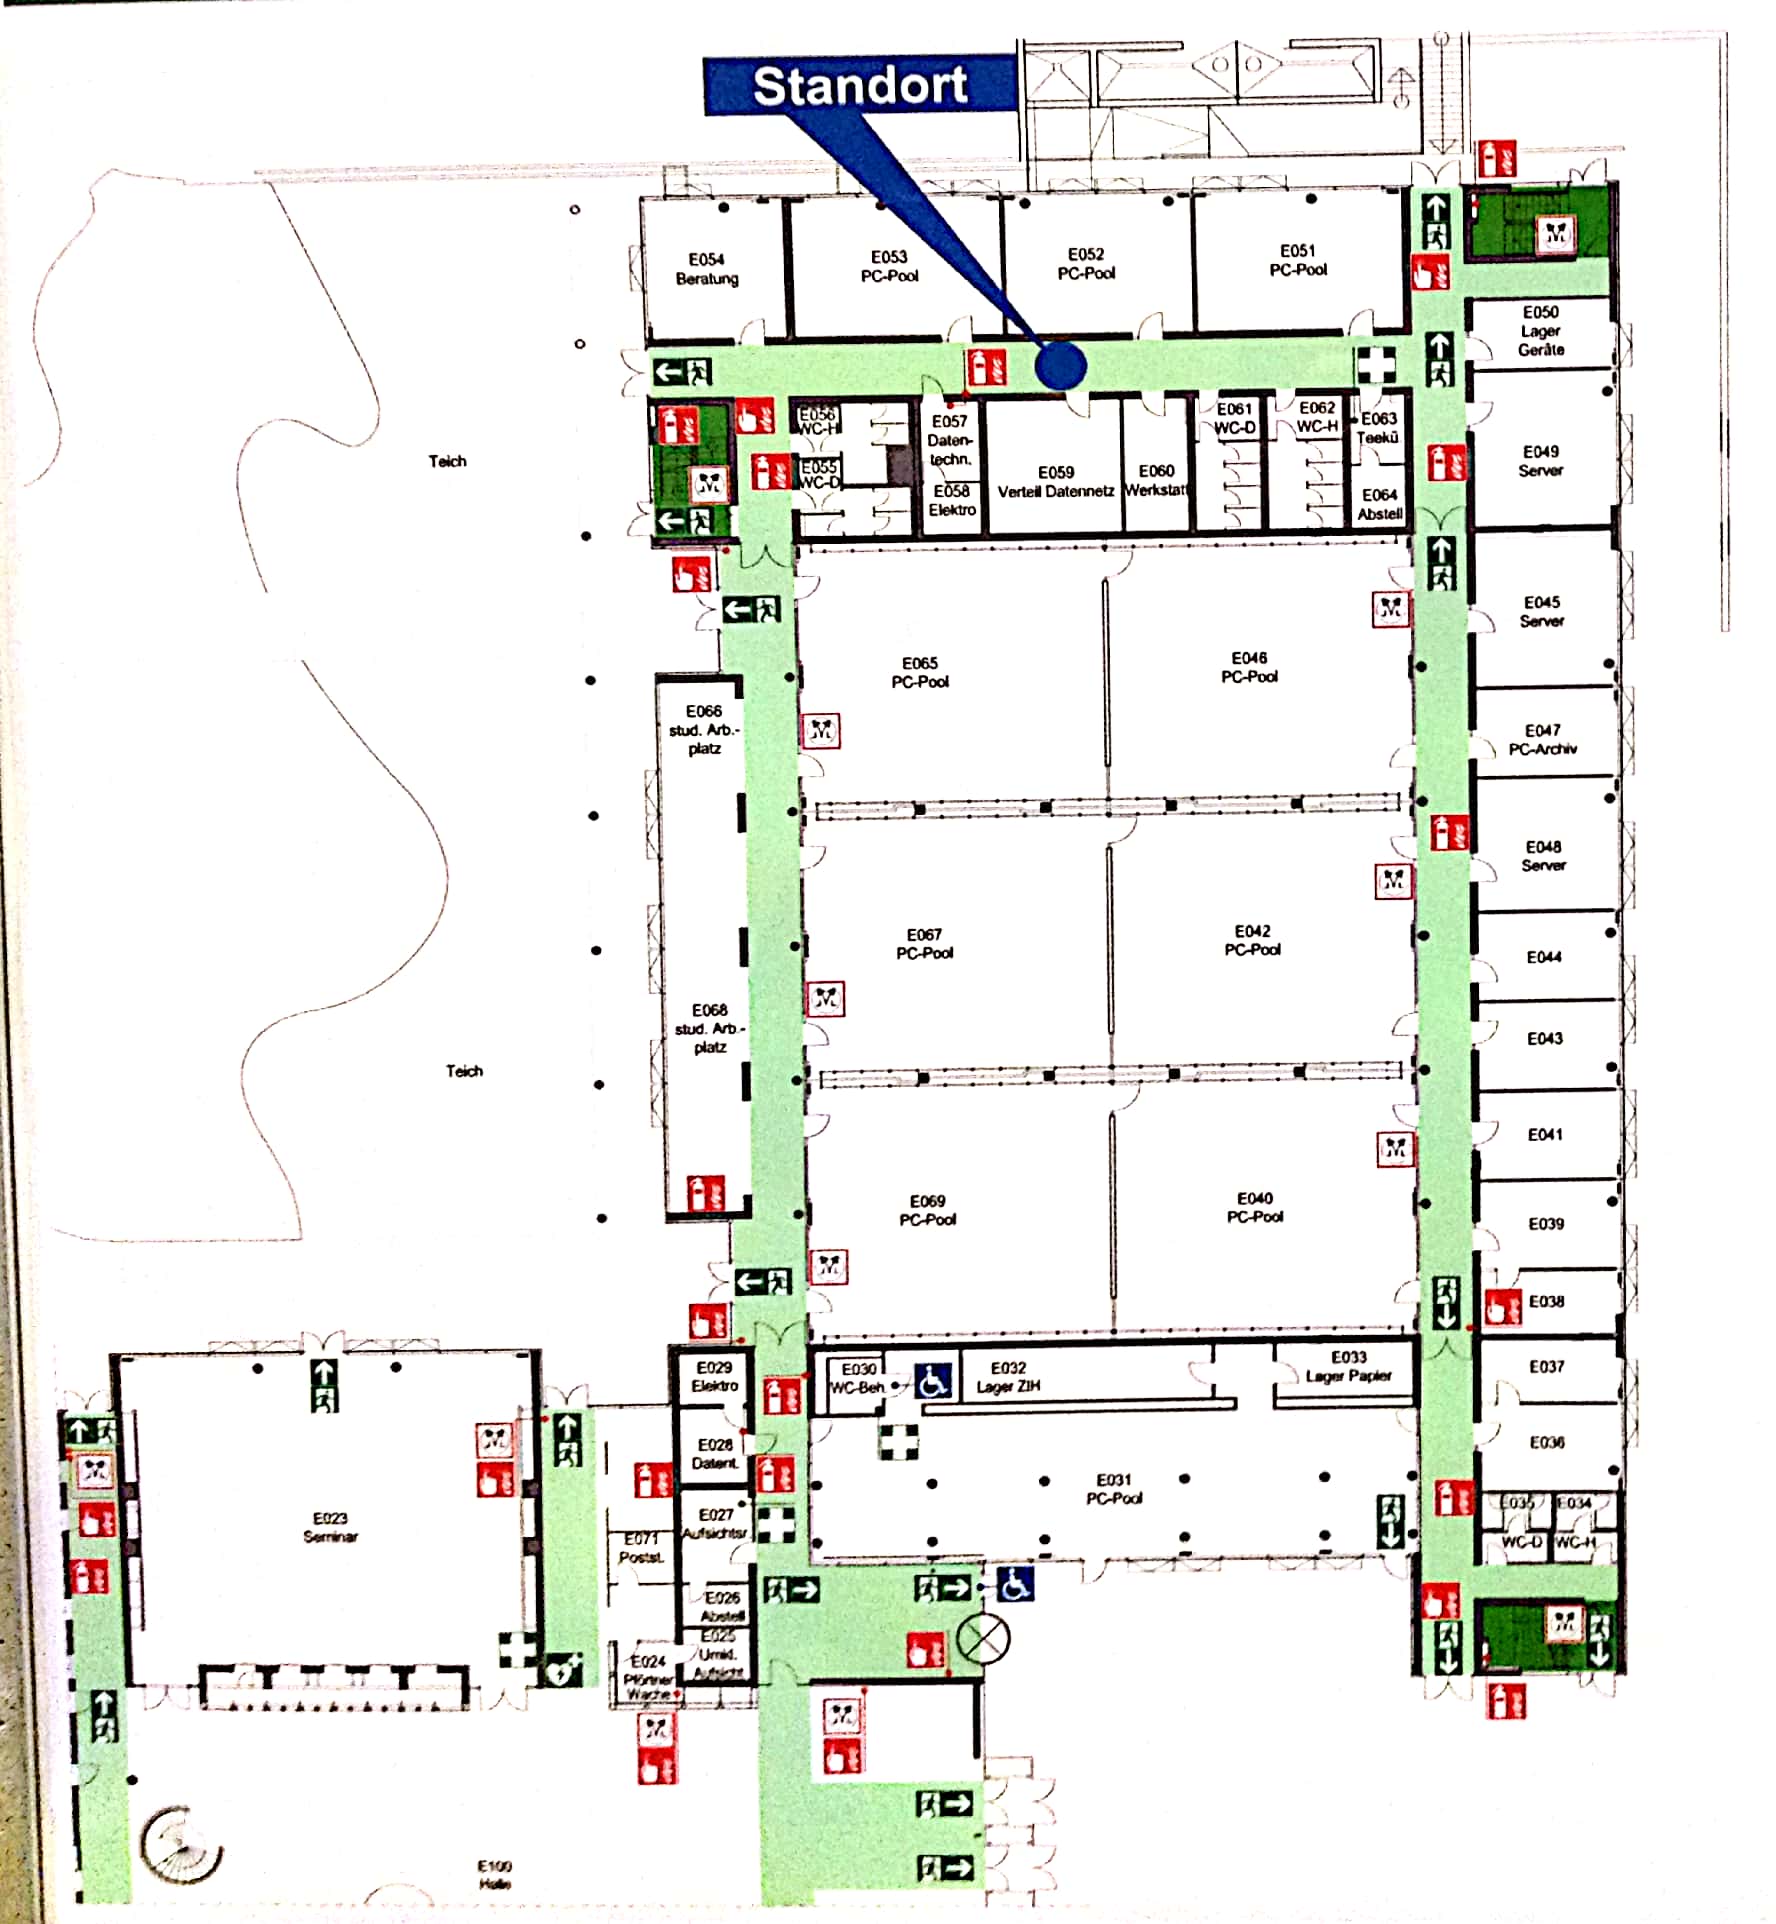 Standort
E054
Beratung
E053
PC-Pool
E052
PC-Pool
E051
PC-Pool
E050
Lager
Geräte
E049
Server
E056
WC-H
E055
WC-D
E057
Daten-
techn.
E058
Elektro
E059
Verteil Datennetz
E060
Werkstatt
E061
WC-D
E062
WC-H
E063
Teekü
E064
Abstell
Teich
E065
PC-Pool
E046
PC-Pool
E045
Server
E066
stud. Arb.-
platz
E047
PC-Archiv
E048
Server
E067
PC-Pool
E042
PC-Pool
E044
E068
stud. Arb.-
platz
E043
Teich
E041
E069
PC-Pool
E040
PC-Pool
E039
E038
E029
Elektro
E030
WC-Beh.
E032
Lager ZIH
E033
Lager Papier
E037
E028
Datent.
E036
E031
PC-Pool
E023
Seminar
E027
Aufsichtsr.
E071
Postst.
E035
WC-D
E034
WC-H
E026
Abstell
E025
Umkl.
Aufsicht
E024
Pförtner
Wache
E100
Halle